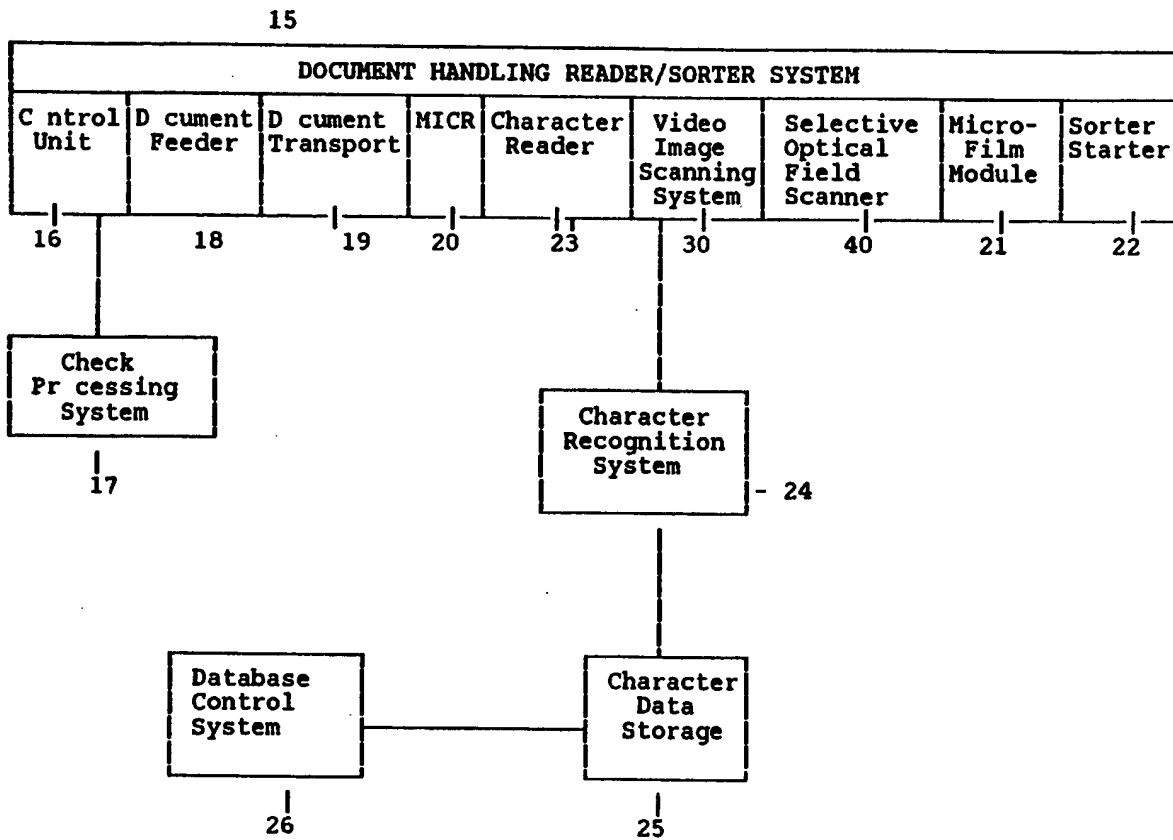 15
DOCUMENT HANDLING READER/SORTER SYSTEM
C ntrol
Unit
D cument
Feeder
D cument
Transport
MICR
Character
Reader
Video
Image
Scanning
System
Selective
Optical
Field
Scanner
Micro-
Film
Module
Sorter
Starter
16
18
19
20
23
30
40
21
22
Check
Pr cessing
System
17
Character
Recognition
System
- 24
Database
Control
System
Character
Data
Storage
26
25